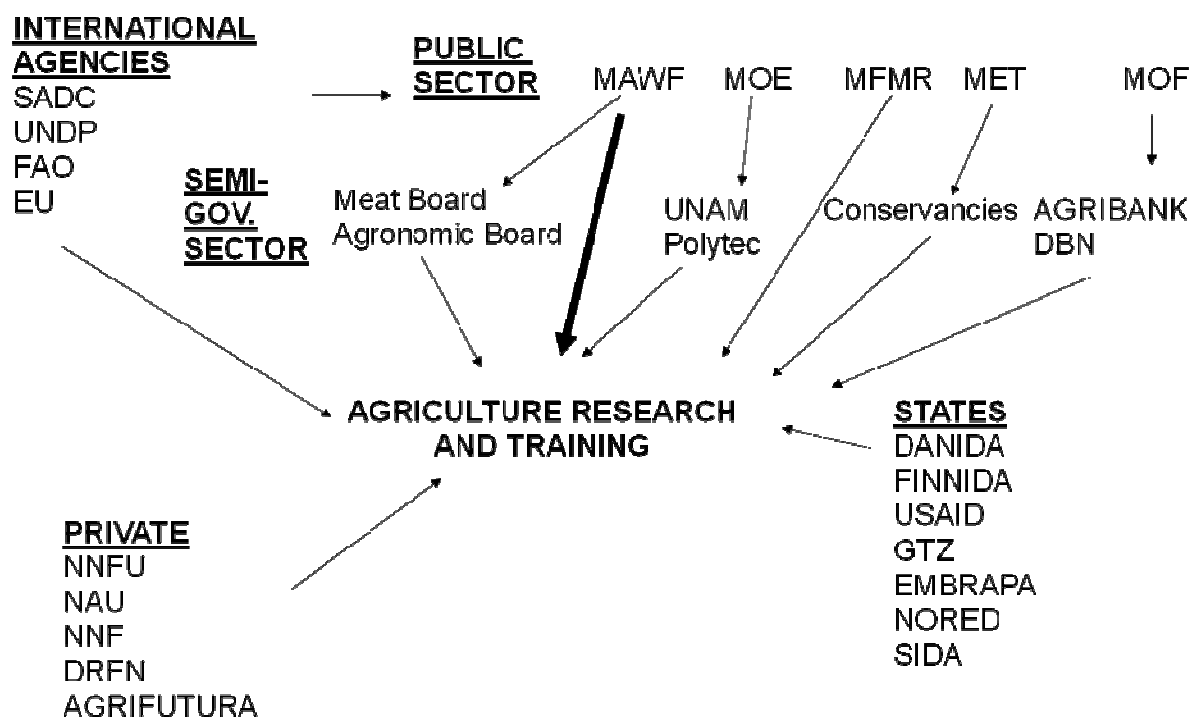 INTERNATIONAL
AGENCIES
SADC
UNDP
FAO
EU
PUBLIC
SECTOR
MAWF
MOE
MFMR
MET
MOF
SEMI-
GOV.
SECTOR
Meat Board
Agronomic Board
UNAM
Polytec
Conservancies
AGRIBANK
DBN
AGRICULTURE RESEARCH
AND TRAINING
STATES
DANIDA
FINNIDA
USAID
GTZ
EMBRAPA
NORED
SIDA
PRIVATE
NNFU
NAU
NNF
DRFN
AGRIFUTURA